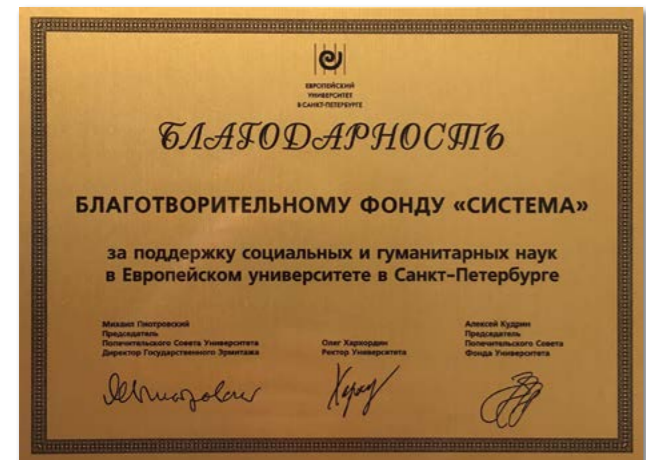 ЕВРОПЕЙСКИЙ
УНИВЕРСИТЕТ
В САНКТ-ПЕТЕРБУРГЕ
БЛАГОДАРНОСТЬ
БЛАГОТВОРИТЕЛЬНОМУ ФОНДУ «СИСТЕМА»
за поддержку социальных и гуманитарных наук
в Европейском университете в Санкт-Петербурге
Михаил Пиотровский
Председатель
Попечительского Совета Университета
Директор Государственного Эрмитажа
Олег Хархордин
Ректор Университета
Алексей Кудрин
Председатель
Попечительского Совета
Фонда Университета